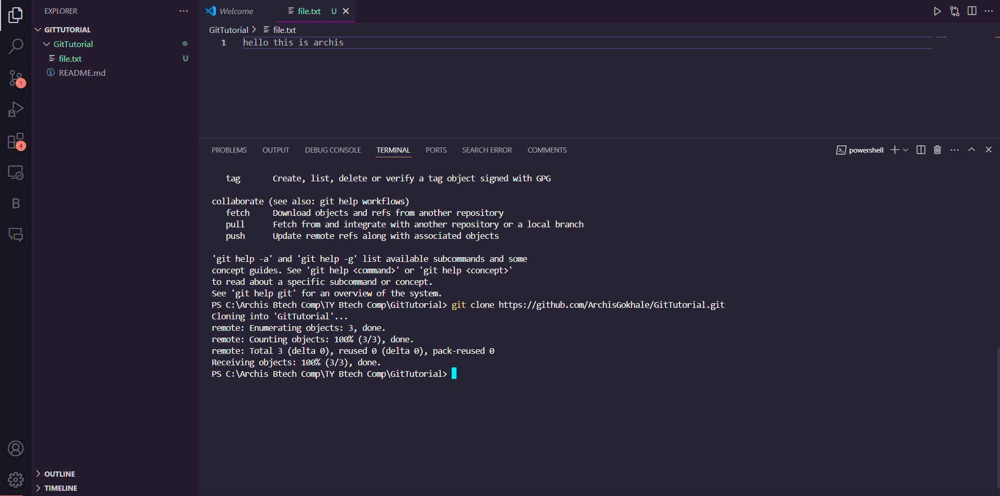 EXPLORER
GITTUTORIAL
GitTutorial
file.txt U
README.md
OUTLINE
TIMELINE
1
4
B
Welcome
file.txt U
GitTutorial > file.txt
1 hello this is archis
PROBLEMS OUTPUT DEBUG CONSOLE TERMINAL PORTS SEARCH ERROR COMMENTS
powershell
tag Create, list, delete or verify a tag object signed with GPG
collaborate (see also: git help workflows)
fetch Download objects and refs from another repository
pull Fetch from and integrate with another repository or a local branch
push Update remote refs along with associated objects
'git help -a' and 'git help -g' list available subcommands and some
concept guides. See 'git help <command>' or 'git help <concept>'
to read about a specific subcommand or concept.
See 'git help git' for an overview of the system.
PS C:\Archis Btech Comp\TY Btech Comp\GitTutorial> git clone https://github.com/ArchisGokhale/GitTutorial.git
Cloning into 'GitTutorial'...
remote: Enumerating objects: 3, done.
remote: Counting objects: 100% (3/3), done.
remote: Total 3 (delta 0), reused 0 (delta 0), pack-reused 0
Receiving objects: 100% (3/3), done.
PS C:\Archis Btech Comp\TY Btech Comp\GitTutorial>